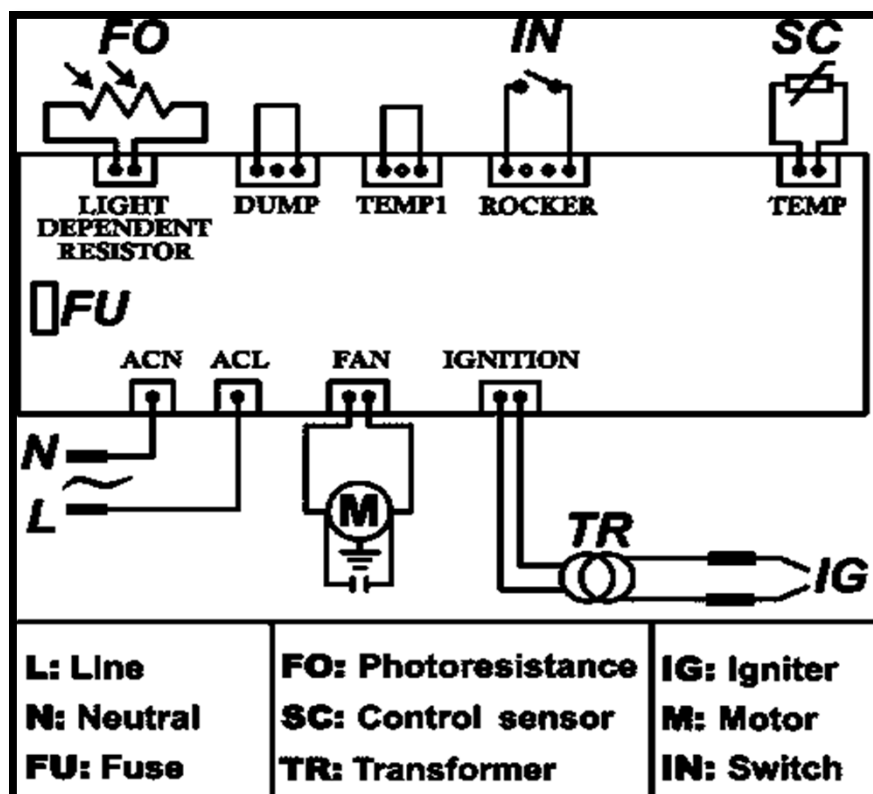 FO IN SC
LIGHT
DEPENDENT
RESISTOR
DUMP TEMP1 ROCKER TEMP
FU
ACN ACL FAN IGNITION
N
L
M
TR
IG
L: Line
N: Neutral
FU: Fuse
FO: Photoresistance
SC: Control sensor
TR: Transformer
IG: Igniter
M: Motor
IN: Switch